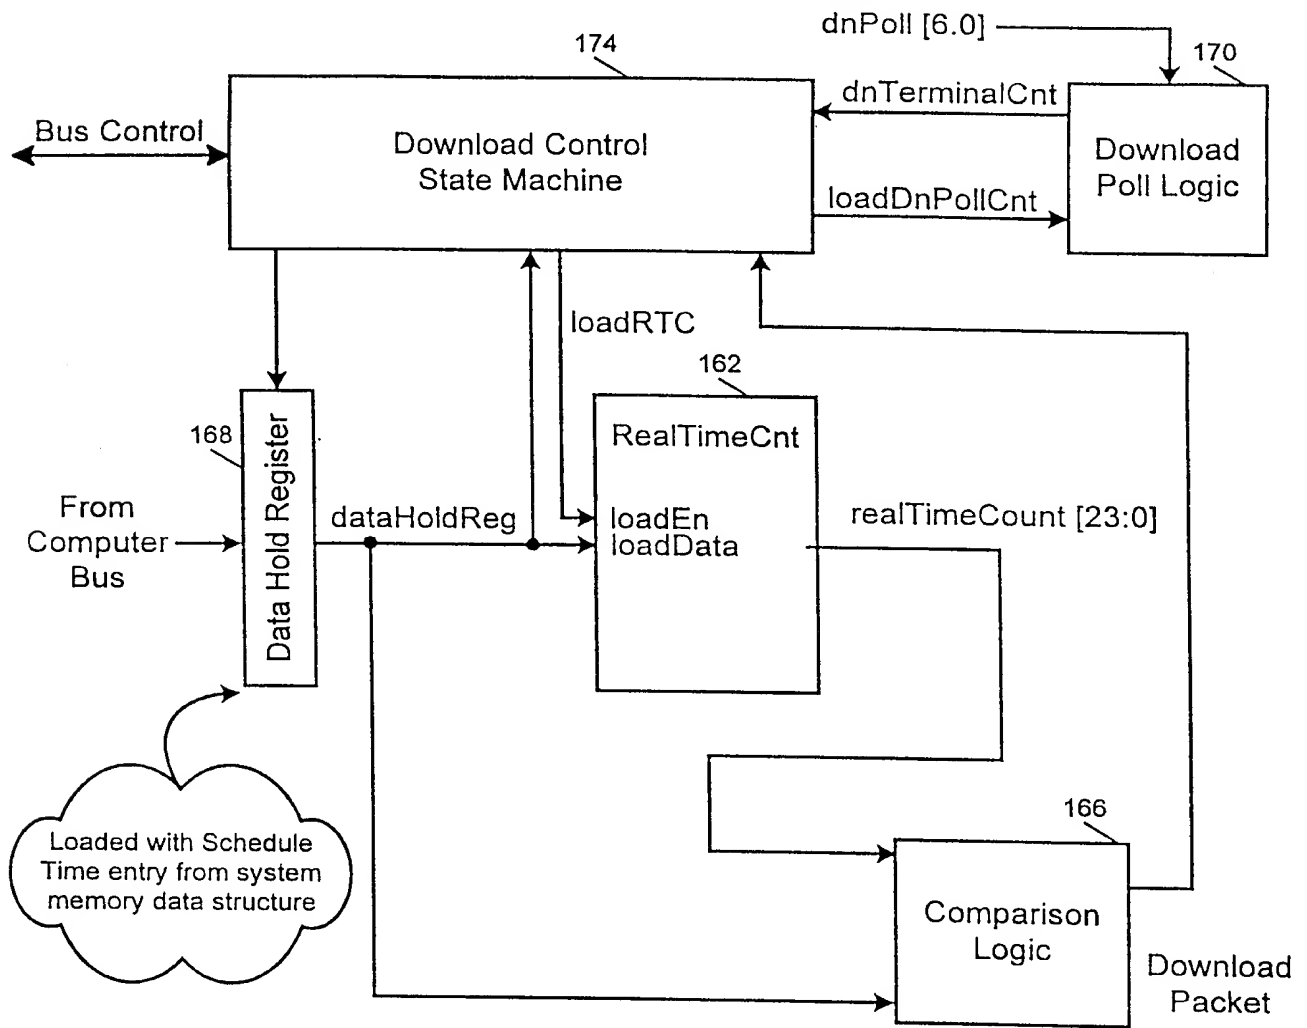 dnPoll [6.0]
174
170
dnTerminalCnt
Bus Control
Download Control
State Machine
Download
Poll Logic
loadDnPollCnt
loadRTC
162
168
Data Hold Register
RealTimeCnt
From
Computer
Bus
dataHoldReg
loadEn
loadData
realTimeCount [23:0]
166
Loaded with Schedule
Time entry from system
memory data structure
Comparison
Logic
Download
Packet